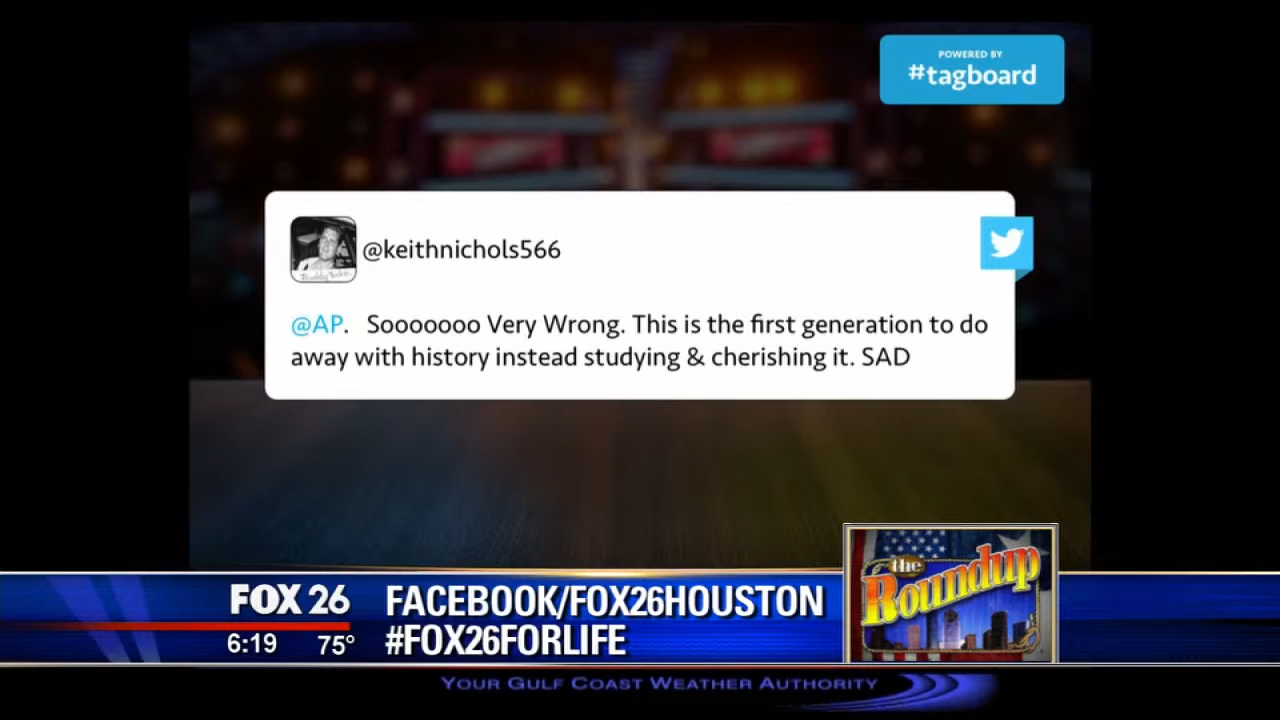 POWERED BY
#tagboard
@keithnichols566
@AP. Sooooooo Very Wrong. This is the first generation to do
away with history instead studying & cherishing it. SAD
FOX 26
6:19 75°
FACEBOOK/FOX26HOUSTON
#FOX26FORLIFE
the
Roundup
YOUR GULF COAST WEATHER AUTHORITY